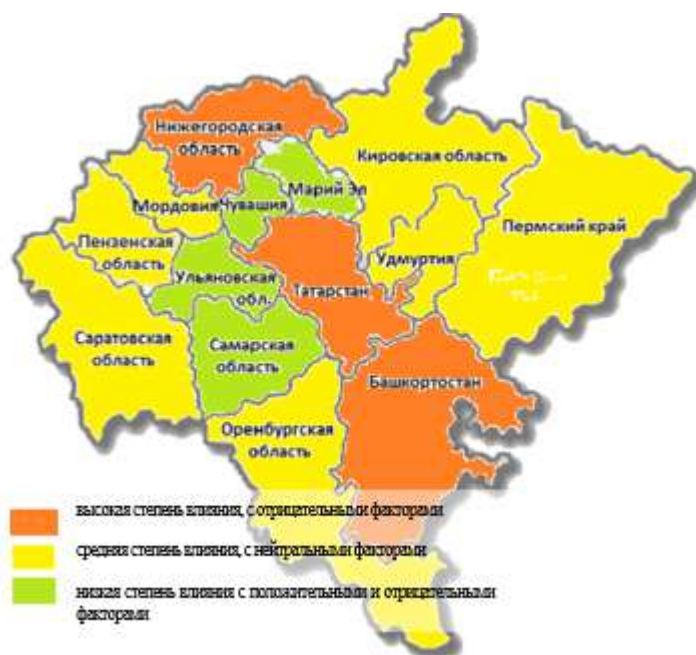 Нижегородская
область
Кировская область
Марий Эл
Чувашия
Мордовия
Пермский край
Пензенская
область
Удмуртия
Ульяновская
обл.
Татарстан
Саратовская
область
Самарская
область
Башкортостан
Оренбургская
область
высокая степень влияния, с отрицательными факторами
средняя степень влияния, с нейтральными факторами
низкая степень влияния с положительными и отрицательными
факторами